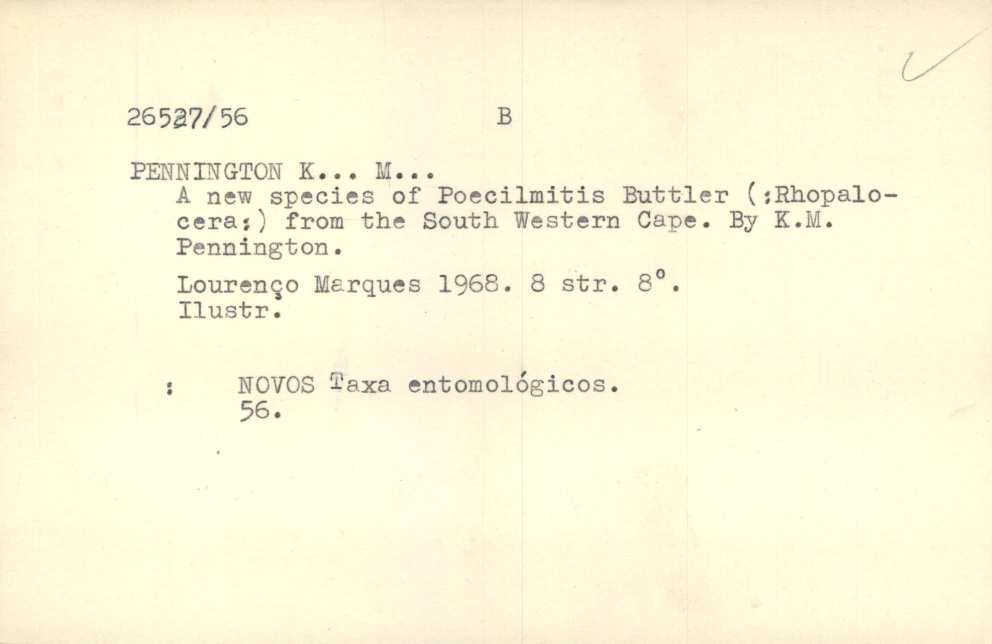 26527/56 B
PENNINGTON K... M...
A new species of Poecilmitis Buttler (:Rhopalo-
cera:) from the South Western Cape. By K.M.
Pennington.
Lourenço Marques 1968. 8 str. 8°.
Ilustr.
: NOVOS Taxa entomológicos.
56.